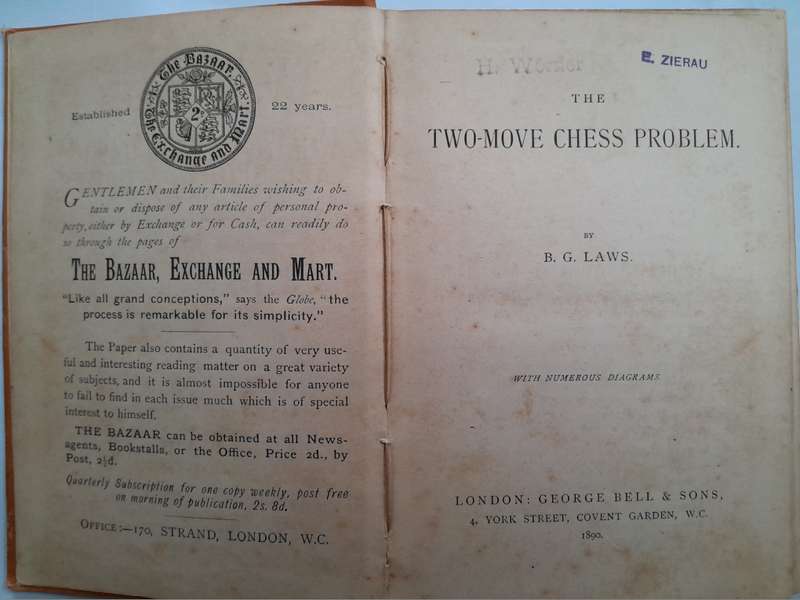 The Bazaar.
The Exchange and Mart.
2d
Established
22 years.
GENTLEMEN and their Families wishing to ob-
tain or dispose of any article of personal pro-
perty, either by Exchange or for Cash, can readily do
so through the pages of
THE BAZAAR, EXCHANGE AND MART.
"Like all grand conceptions," says the Globe, "the
process is remarkable for its simplicity."
The Paper also contains a quantity of very use-
ful and interesting reading matter on a great variety
of subjects, and it is almost impossible for anyone
to fail to find in each issue much which is of special
interest to himself.
THE BAZAAR can be obtained at all News-
agents, Bookstalls, or the Office, Price 2d., by
Post, 2½d.
Quarterly Subscription for one copy weekly, post free
on morning of publication, 2s. 8d.
OFFICE:—170, STRAND, LONDON, W.C.
H. Wörder
E. ZIERAU
THE
TWO-MOVE CHESS PROBLEM.
BY
B. G. LAWS.
WITH NUMEROUS DIAGRAMS.
LONDON: GEORGE BELL & SONS,
4, YORK STREET, COVENT GARDEN, W.C.
1890.